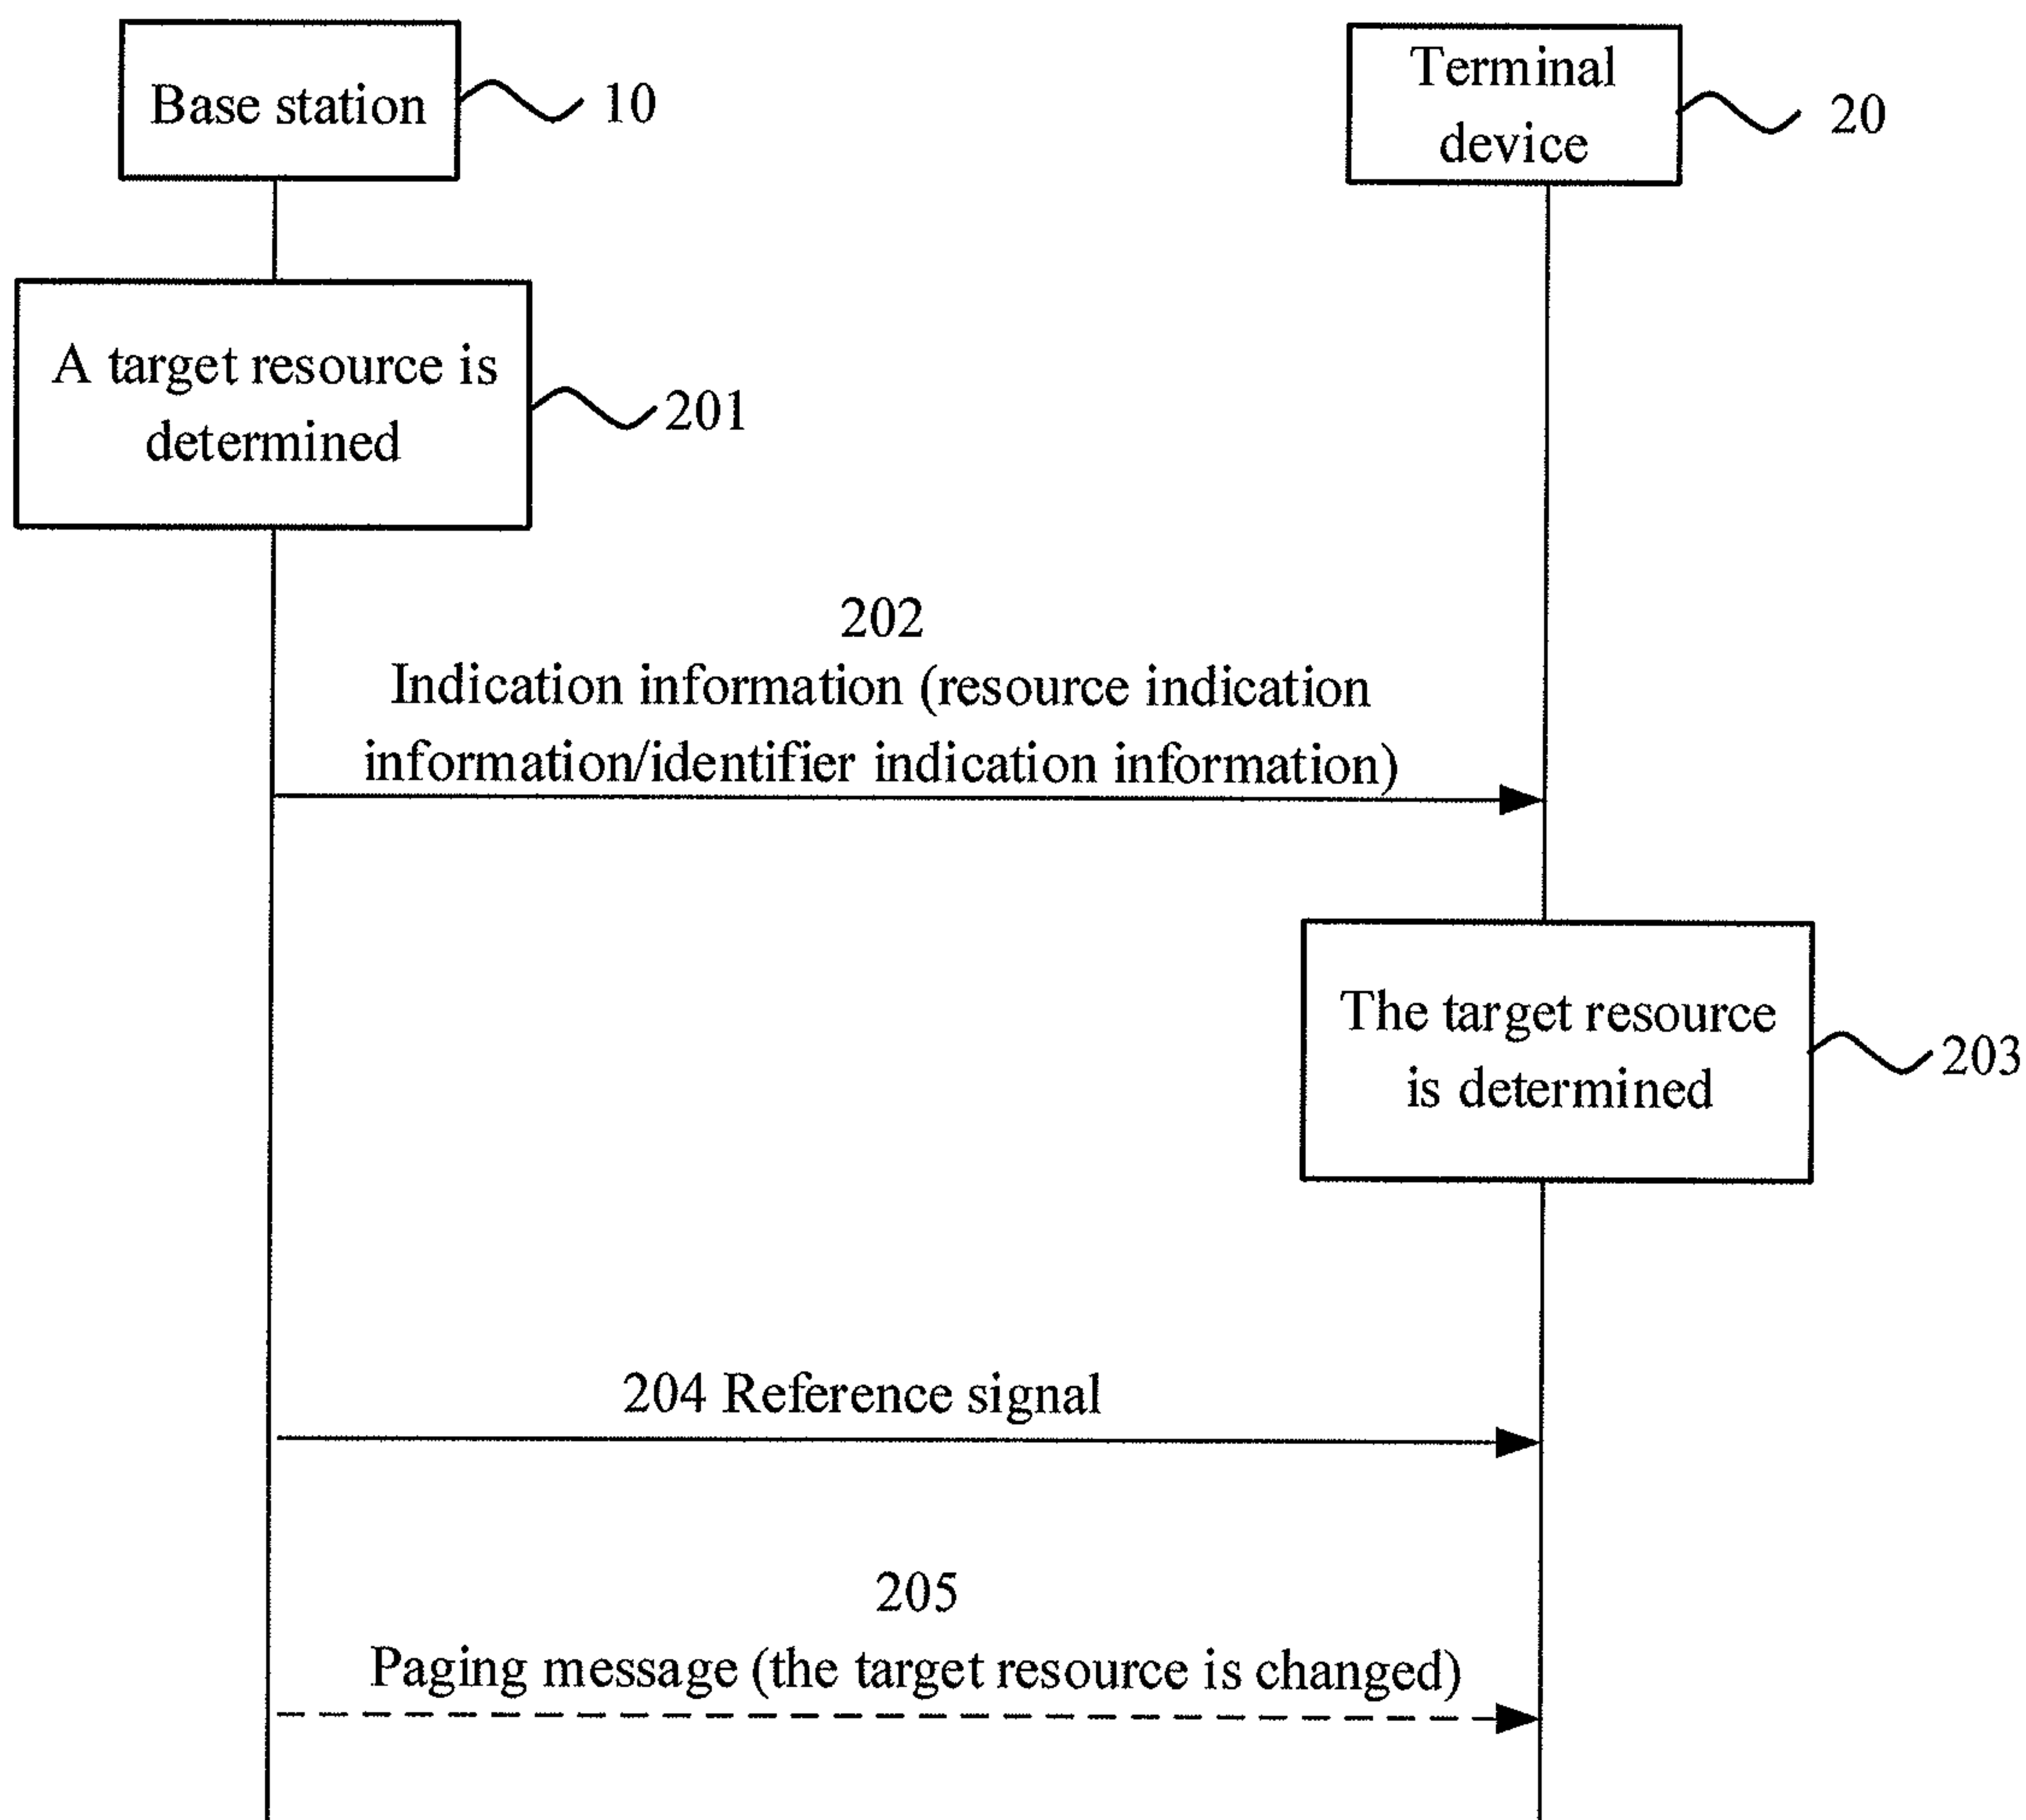 Base station
10
Terminal
device
20
A target resource is
determined
201
202
Indication information (resource indication
information/identifier indication information)
The target resource
is determined
203
204 Reference signal
205
Paging message (the target resource is changed)